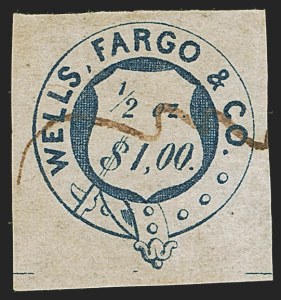 WELLS, FARGO & CO.
1/2 oz.
$1,00.